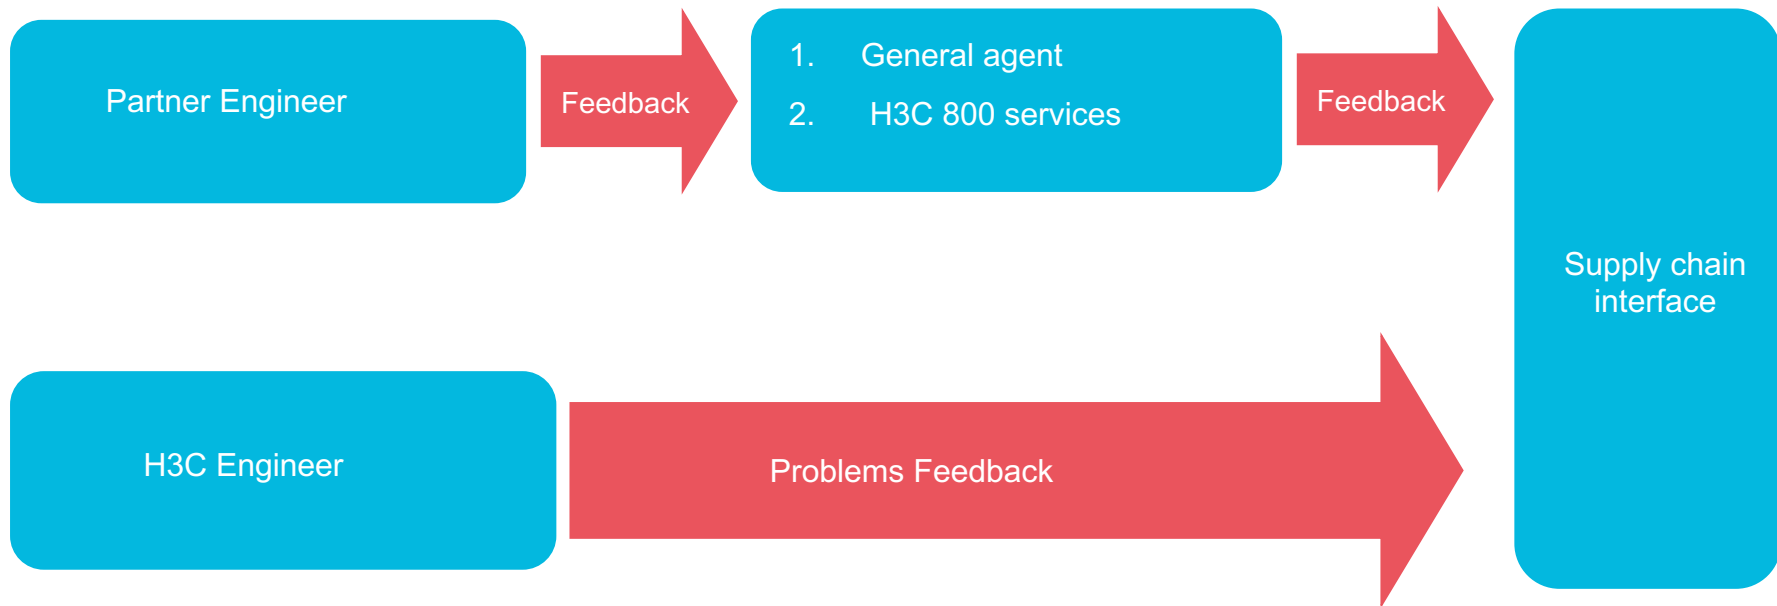 Partner Engineer
Feedback
1. General agent
2. H3C 800 services
Feedback
Supply chain
interface
H3C Engineer
Problems Feedback